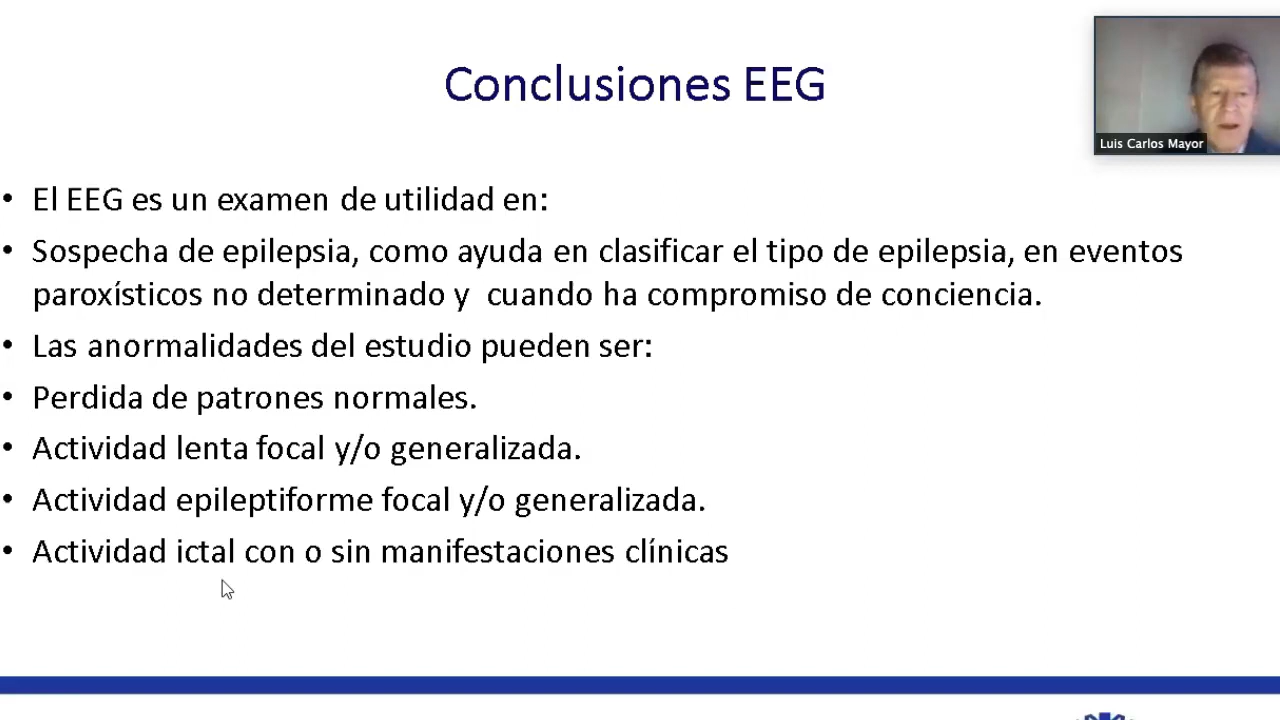 Conclusiones EEG
Luis Carlos Mayor
• El EEG es un examen de utilidad en:
• Sospecha de epilepsia, como ayuda en clasificar el tipo de epilepsia, en eventos
paroxísticos no determinado y cuando ha compromiso de conciencia.
• Las anormalidades del estudio pueden ser:
• Perdida de patrones normales.
• Actividad lenta focal y/o generalizada.
• Actividad epileptiforme focal y/o generalizada.
• Actividad ictal con o sin manifestaciones clínicas